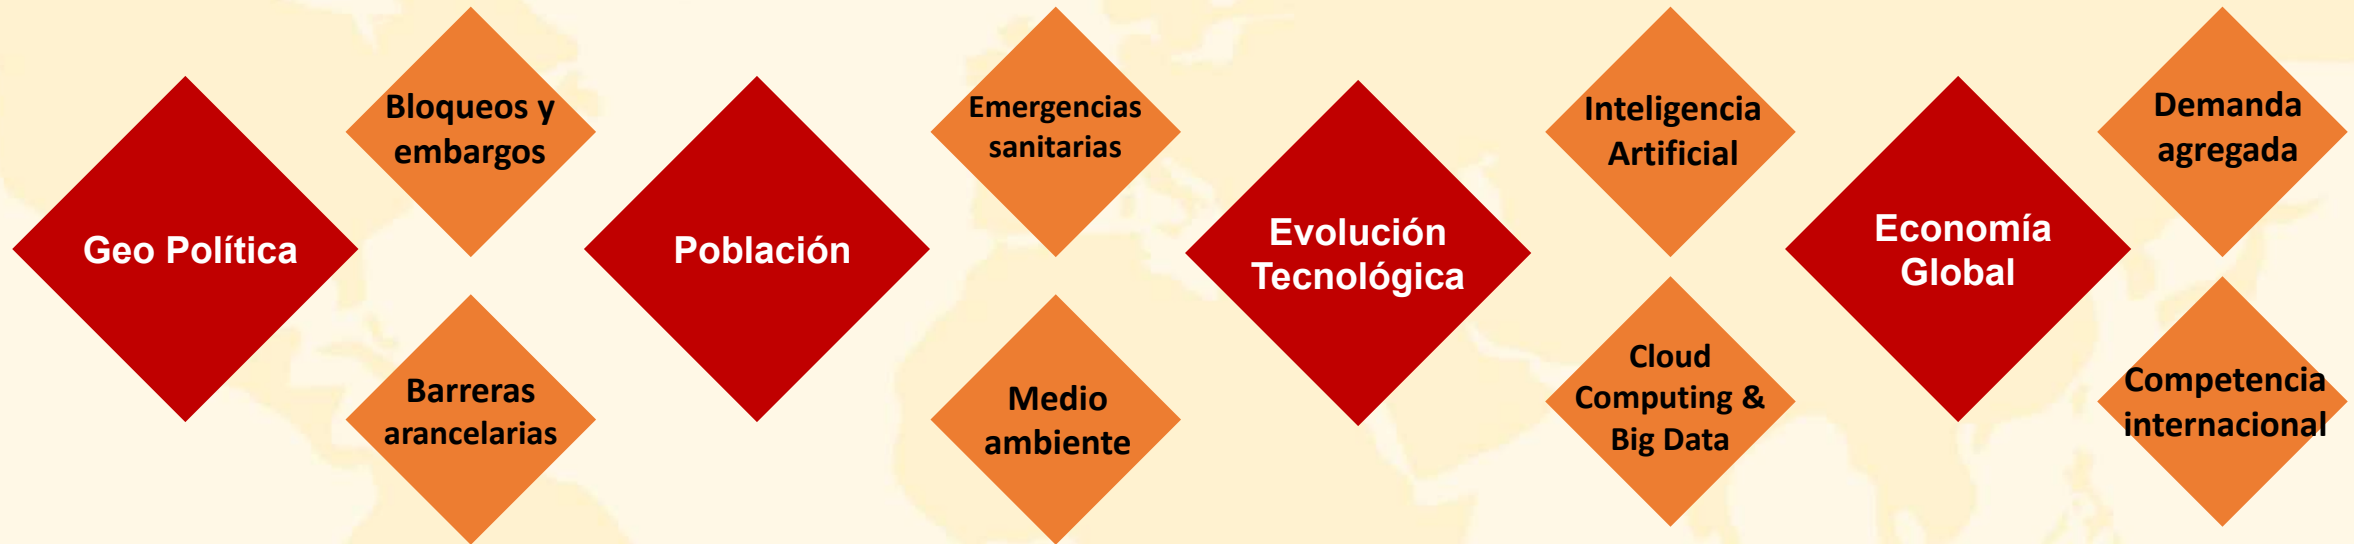 Geo Política
Bloqueos y
embargos
Barreras
arancelarias
Población
Emergencias
sanitarias
Medio
ambiente
Evolución
Tecnológica
Inteligencia
Artificial
Cloud
Computing &
Big Data
Economía
Global
Demanda
agregada
Competencia
internacional